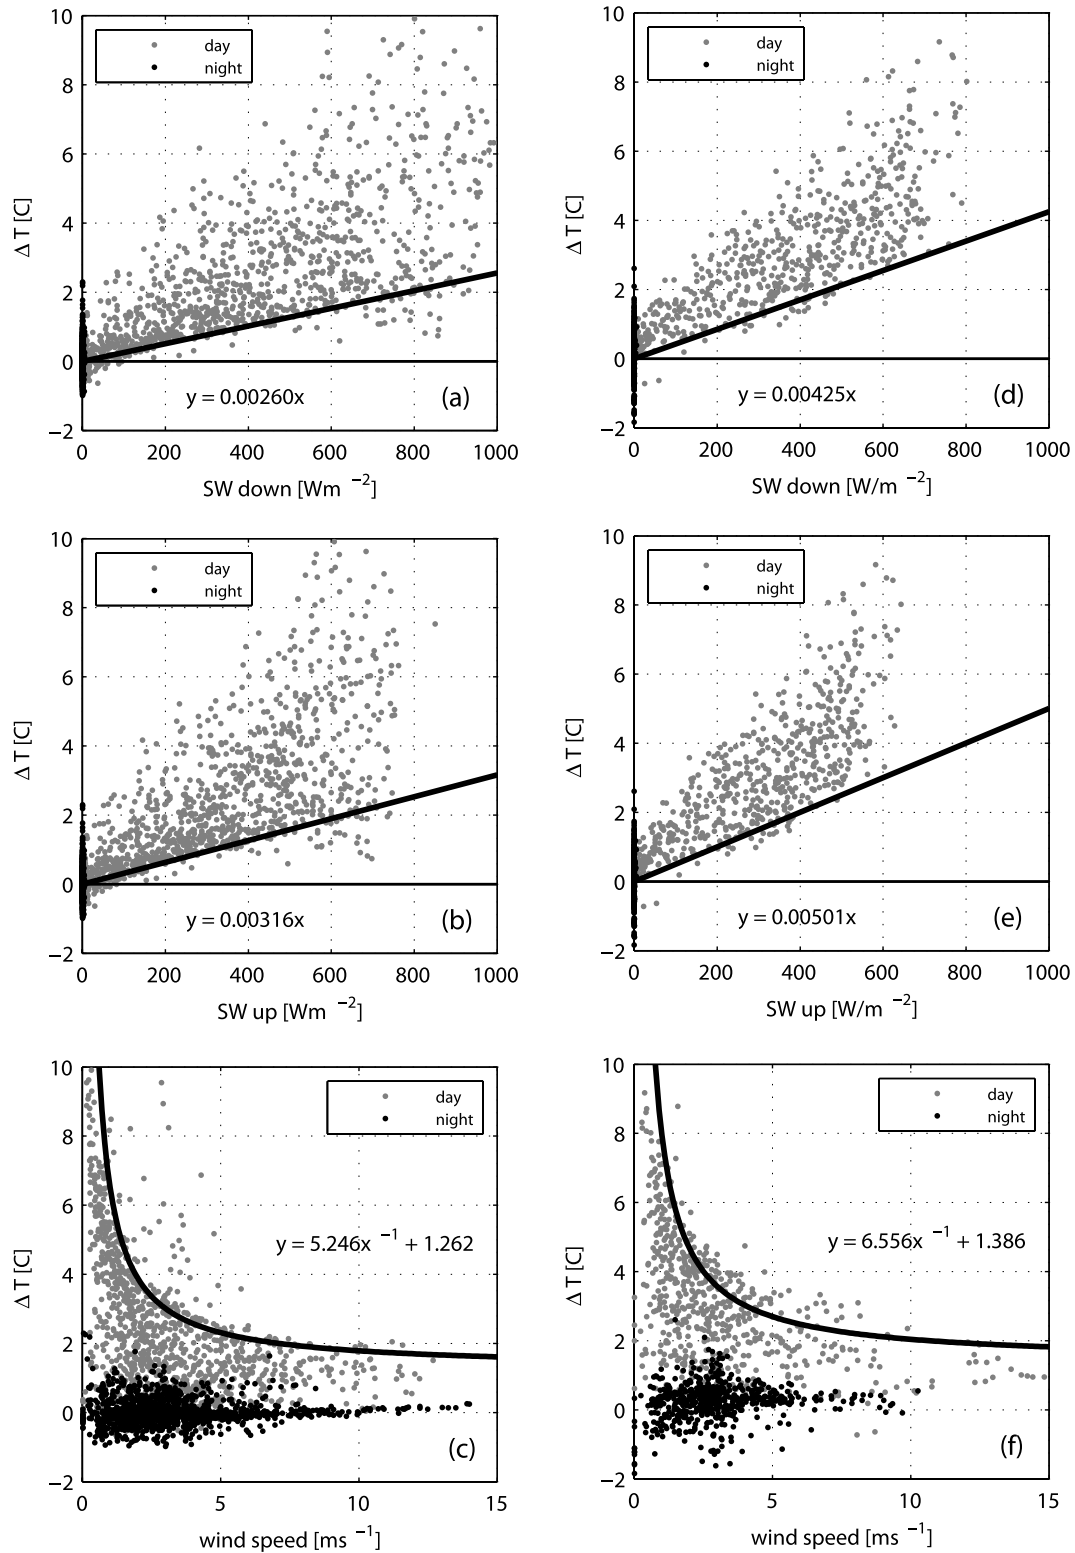 10
8
6
4
2
0
−2
Δ T [C]
day
night
y = 0.00260x
(a)
0 200 400 600 800 1000
SW down [Wm −2]
10
8
6
4
2
0
−2
Δ T [C]
day
night
y = 0.00425x
(d)
0 200 400 600 800 1000
SW down [W/m −2]
10
8
6
4
2
0
−2
Δ T [C]
day
night
y = 0.00316x
(b)
0 200 400 600 800 1000
SW up [Wm −2]
10
8
6
4
2
0
−2
Δ T [C]
day
night
y = 0.00501x
(e)
0 200 400 600 800 1000
SW up [W/m −2]
10
8
6
4
2
0
−2
Δ T [C]
day
night
y = 5.246x −1 + 1.262
(c)
0 5 10 15
wind speed [ms −1]
10
8
6
4
2
0
−2
Δ T [C]
day
night
y = 6.556x −1 + 1.386
(f)
0 5 10 15
wind speed [ms −1]